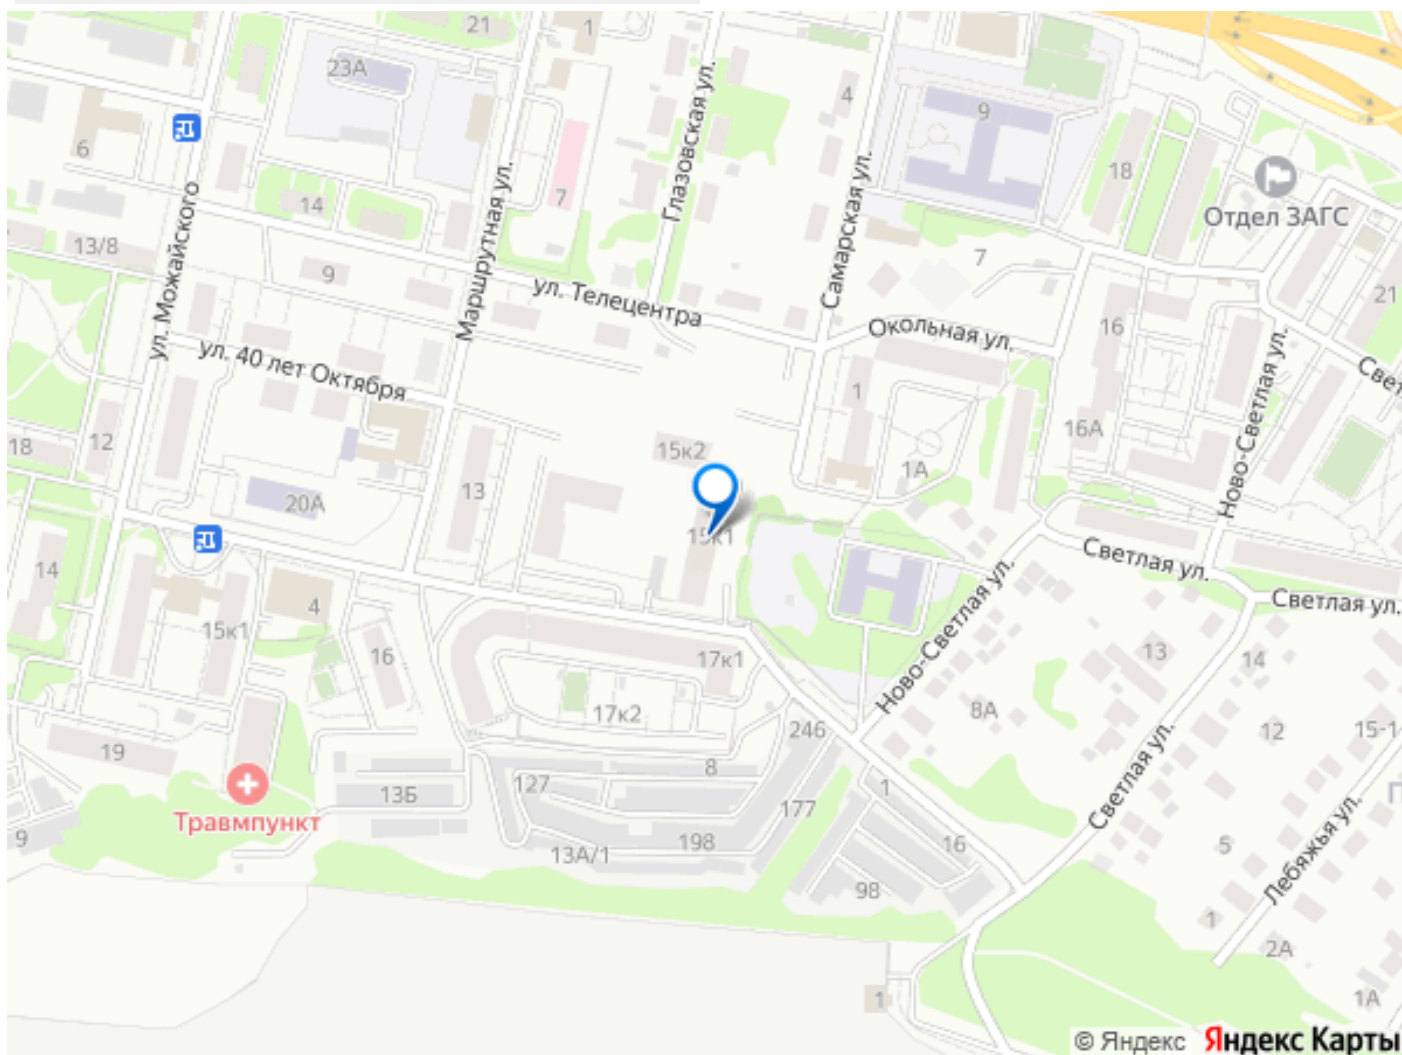 21
1
23А
Глазовская ул.
4
9
6
18
Отдел ЗАГС
Маршрутная ул.
7
14
ул. Можайского
13/8
9
Самарская ул.
7
ул. Телецентра
21
16
Окольная ул.
ул. 40 лет Октября
Ново-Светлая ул.
Свет
1
16А
12
18
15к2
1А
13
20А
15к1
Светлая ул.
14
Светлая ул.
4
15к1
Ново-Светлая ул.
16
17к1
13
14
8А
17к2
246
12
15-1
19
8
127
13Б
177
1
Светлая ул.
П
Травмпункт
198
13А/1
16
5
Лебяжья ул.
9
98
1
2А
1
1А
© Яндекс Яндекс Карты